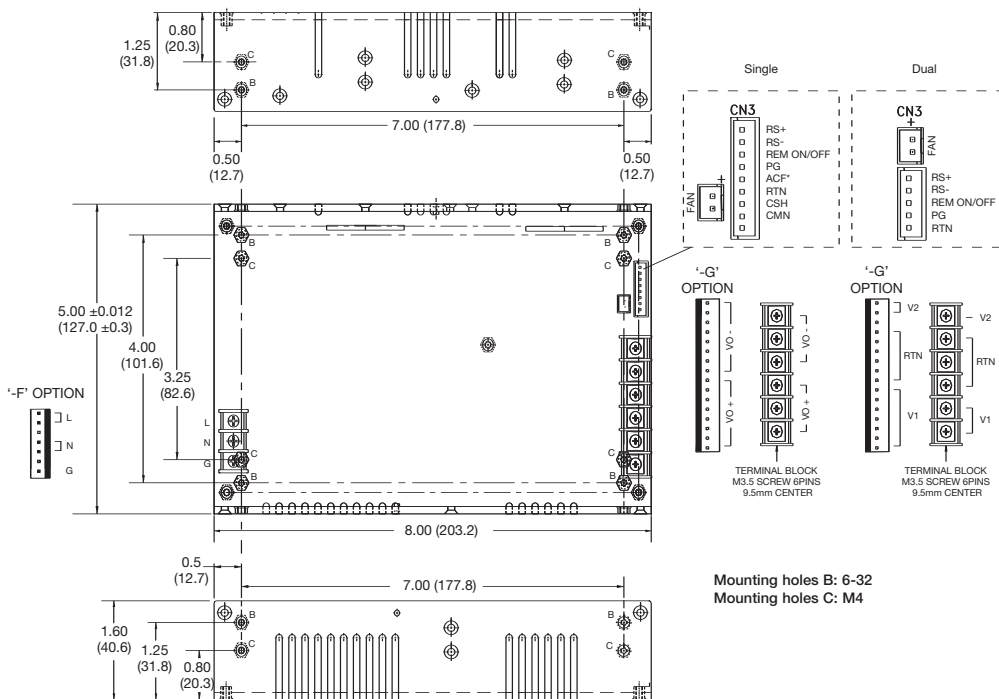 0.80
(20.3)
1.25
(31.8)
C
B
C
B
7.00 (177.8)
0.50
(12.7)
0.50
(12.7)
Single
Dual
CN3
RS+
RS-
REM ON/OFF
PG
ACF*
RTN
CSH
CMN
+
FAN
CN3
+
FAN
RS+
RS-
REM ON/OFF
PG
RTN
B
C
B
C
5.00 ±0.012
(127.0 ±0.3)
4.00
(101.6)
3.25
(82.6)
'-F' OPTION
L
N
G
L
N
G
C
B
C
B
8.00 (203.2)
'-G'
OPTION
VO -
VO +
VO -
VO +
TERMINAL BLOCK
M3.5 SCREW 6PINS
9.5mm CENTER
'-G'
OPTION
V2
RTN
V1
V2
RTN
V1
TERMINAL BLOCK
M3.5 SCREW 6PINS
9.5mm CENTER
0.5
(12.7)
7.00 (177.8)
1.60
(40.6)
1.25
(31.8)
0.80
(20.3)
B
C
B
C
Mounting holes B: 6-32
Mounting holes C: M4